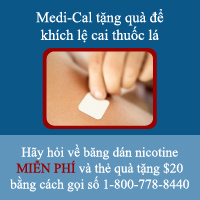 Medi-Cal tặng quà để
khích lệ cai thuốc lá
Hãy hỏi về băng dán nicotine
MIỄN PHÍ và thẻ quà tặng $20
bằng cách gọi số 1-800-778-8440